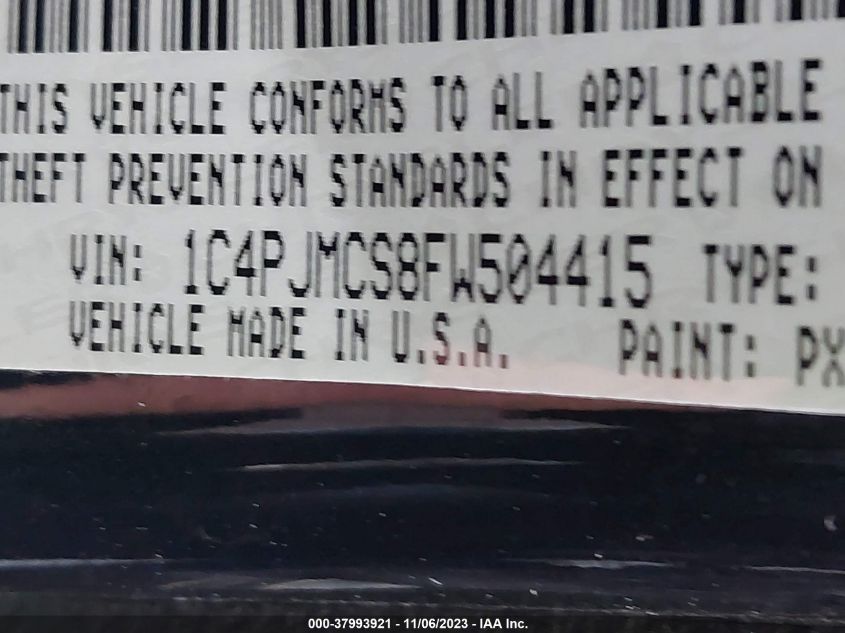 THIS VEHICLE CONFORMS TO ALL APPLICABLE
THEFT PREVENTION STANDARDS IN EFFECT ON
VIN: 1C4PJMCS8FW504415 TYPE:
VEHICLE MADE IN U.S.A. PAINT: PX
000-37993921 - 11/06/2023 - IAA Inc.